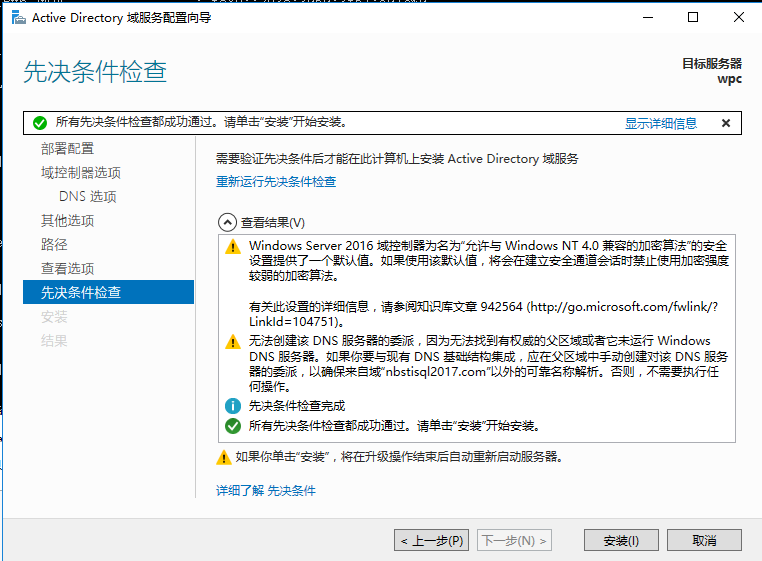 Active Directory 域服务配置向导
先决条件检查
目标服务器
wpc
所有先决条件检查都成功通过。请单击“安装”开始安装。
显示详细信息
部署配置
域控制器选项
DNS 选项
其他选项
路径
查看选项
先决条件检查
安装
结果
需要验证先决条件后才能在此计算机上安装 Active Directory 域服务
重新运行先决条件检查
查看结果(V)
Windows Server 2016 域控制器为名为“允许与 Windows NT 4.0 兼容的加密算法”的安全
设置提供了一个默认值。如果使用该默认值，将会在建立安全通道会话时禁止使用加密强度
较弱的加密算法。
有关此设置的详细信息，请参阅知识库文章 942564 (http://go.microsoft.com/fwlink/?
LinkId=104751)。
无法创建该 DNS 服务器的委派，因为无法找到有权威的父区域或者它未运行 Windows
DNS 服务器。如果你要与现有 DNS 基础结构集成，应在父区域中手动创建对该 DNS 服务
器的委派，以确保来自域“nbstisql2017.com”以外的可靠名称解析。否则，不需要执行任
何操作。
先决条件检查完成
所有先决条件检查都成功通过。请单击“安装”开始安装。
如果你单击“安装”，将在升级操作结束后自动重新启动服务器。
详细了解 先决条件
< 上一步(P)
下一步(N) >
安装(I)
取消